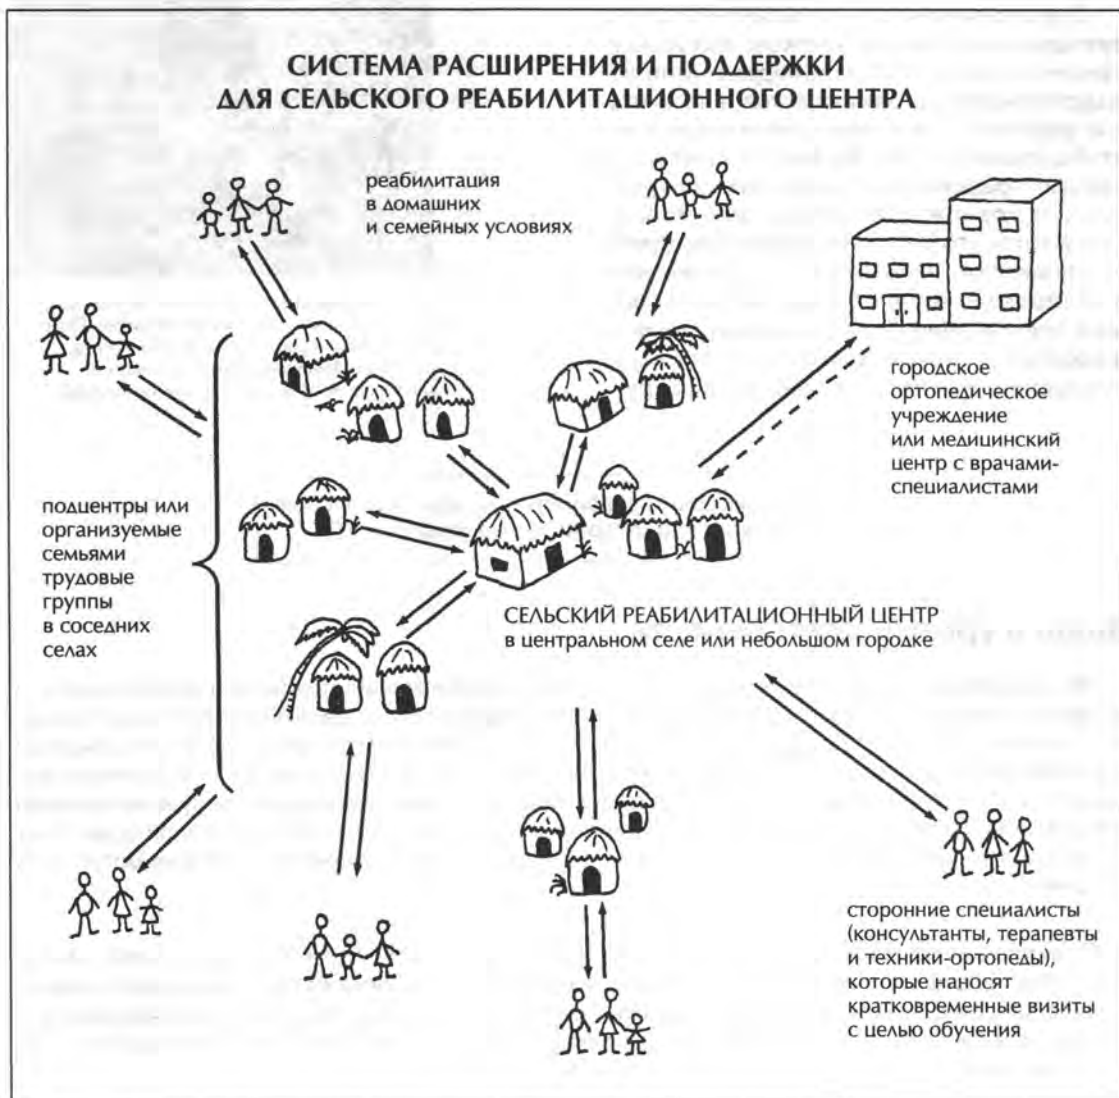 СИСТЕМА РАСШИРЕНИЯ И ПОДДЕРЖКИ
ДЛЯ СЕЛЬСКОГО РЕАБИЛИТАЦИОННОГО ЦЕНТРА
реабилитация
в домашних
и семейных условиях
городское
ортопедическое
учреждение
или медицинский
центр с врачами-
специалистами
подцентры или
организуемые
семьями
трудовые
группы
в соседних
селах
СЕЛЬСКИЙ РЕАБИЛИТАЦИОННЫЙ ЦЕНТР
в центральном селе или небольшом городке
сторонние специалисты
(консультанты, терапевты
и техники-ортопеды),
которые наносят
кратковременные визиты
с целью обучения